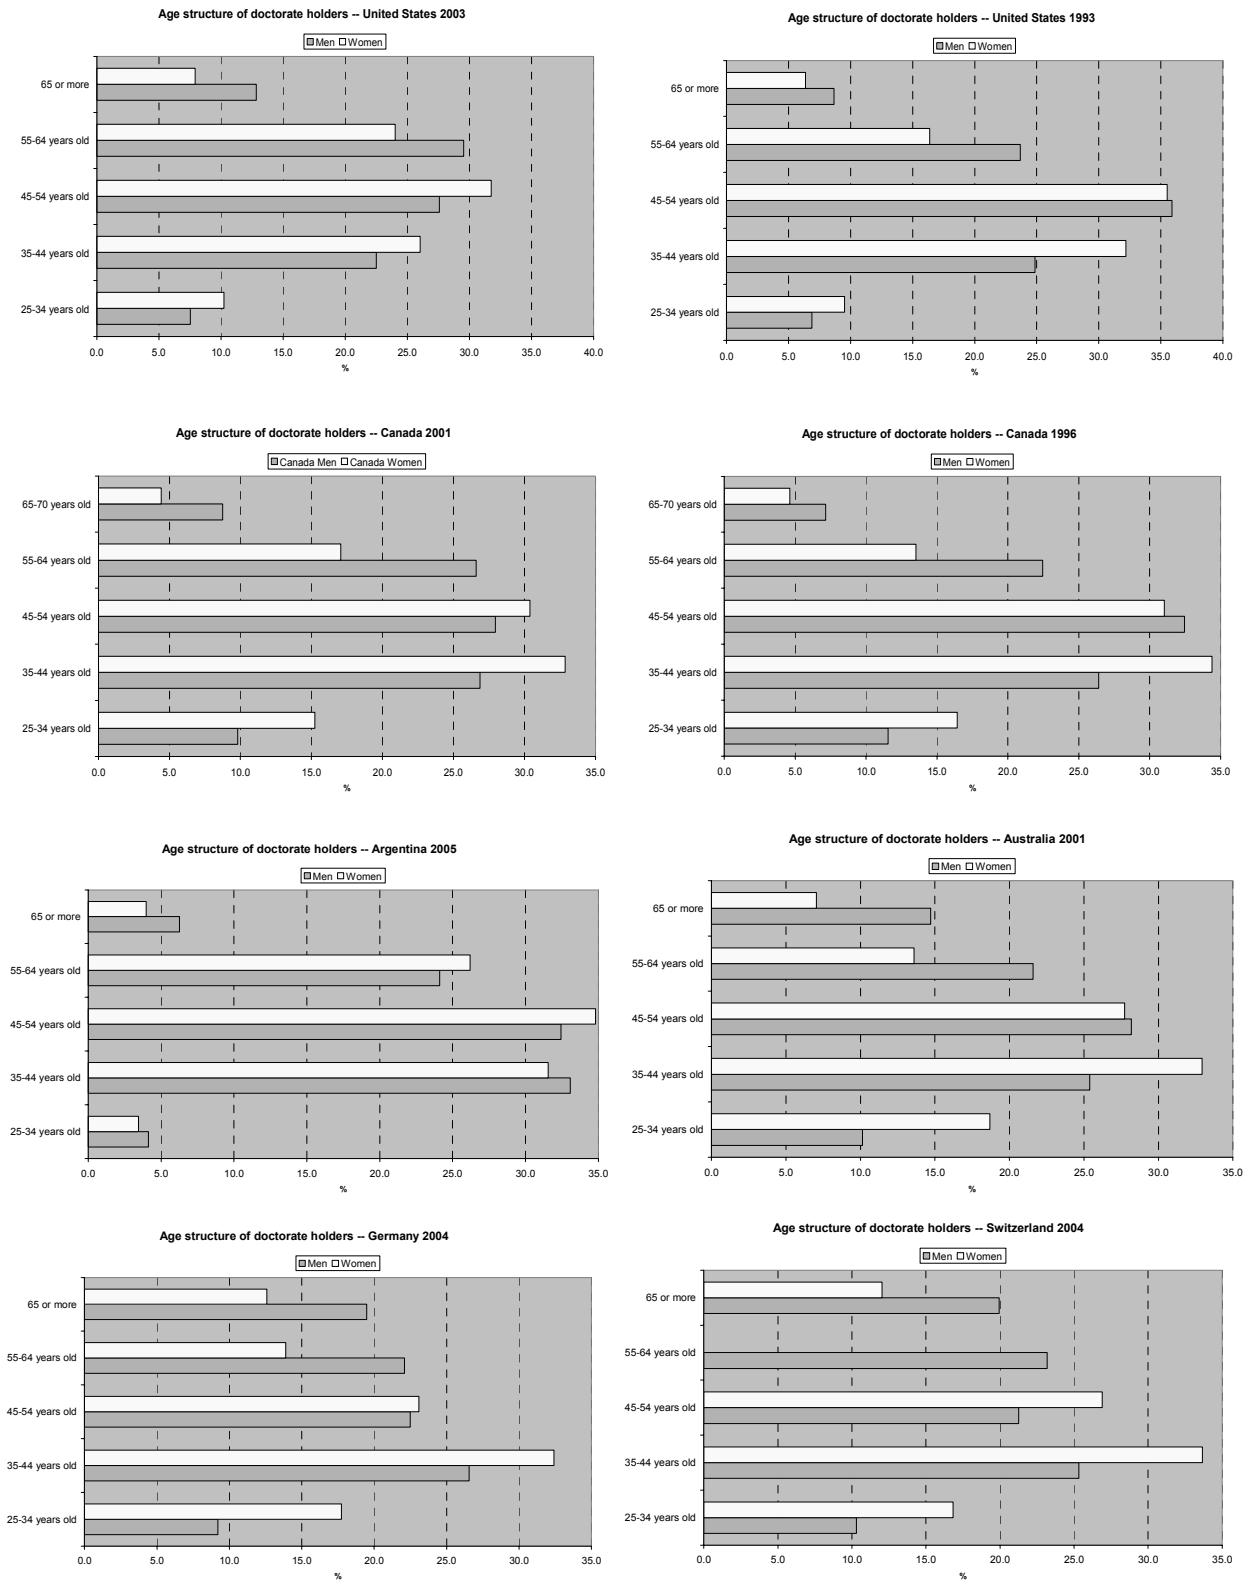 Age structure of doctorate holders -- United States 2003
Men Women
65 or more
55-64 years old
45-54 years old
35-44 years old
25-34 years old
0.0 5.0 10.0 15.0 20.0 25.0 30.0 35.0 40.0
%
Age structure of doctorate holders -- United States 1993
Men Women
65 or more
55-64 years old
45-54 years old
35-44 years old
25-34 years old
0.0 5.0 10.0 15.0 20.0 25.0 30.0 35.0 40.0
%
Age structure of doctorate holders -- Canada 2001
Canada Men Canada Women
65-70 years old
55-64 years old
45-54 years old
35-44 years old
25-34 years old
0.0 5.0 10.0 15.0 20.0 25.0 30.0 35.0
%
Age structure of doctorate holders -- Canada 1996
Men Women
65-70 years old
55-64 years old
45-54 years old
35-44 years old
25-34 years old
0.0 5.0 10.0 15.0 20.0 25.0 30.0 35.0
%
Age structure of doctorate holders -- Argentina 2005
Men Women
65 or more
55-64 years old
45-54 years old
35-44 years old
25-34 years old
0.0 5.0 10.0 15.0 20.0 25.0 30.0 35.0
%
Age structure of doctorate holders -- Australia 2001
Men Women
65 or more
55-64 years old
45-54 years old
35-44 years old
25-34 years old
0.0 5.0 10.0 15.0 20.0 25.0 30.0 35.0
%
Age structure of doctorate holders -- Germany 2004
Men Women
65 or more
55-64 years old
45-54 years old
35-44 years old
25-34 years old
0.0 5.0 10.0 15.0 20.0 25.0 30.0 35.0
%
Age structure of doctorate holders -- Switzerland 2004
Men Women
65 or more
55-64 years old
45-54 years old
35-44 years old
25-34 years old
0.0 5.0 10.0 15.0 20.0 25.0 30.0 35.0
%